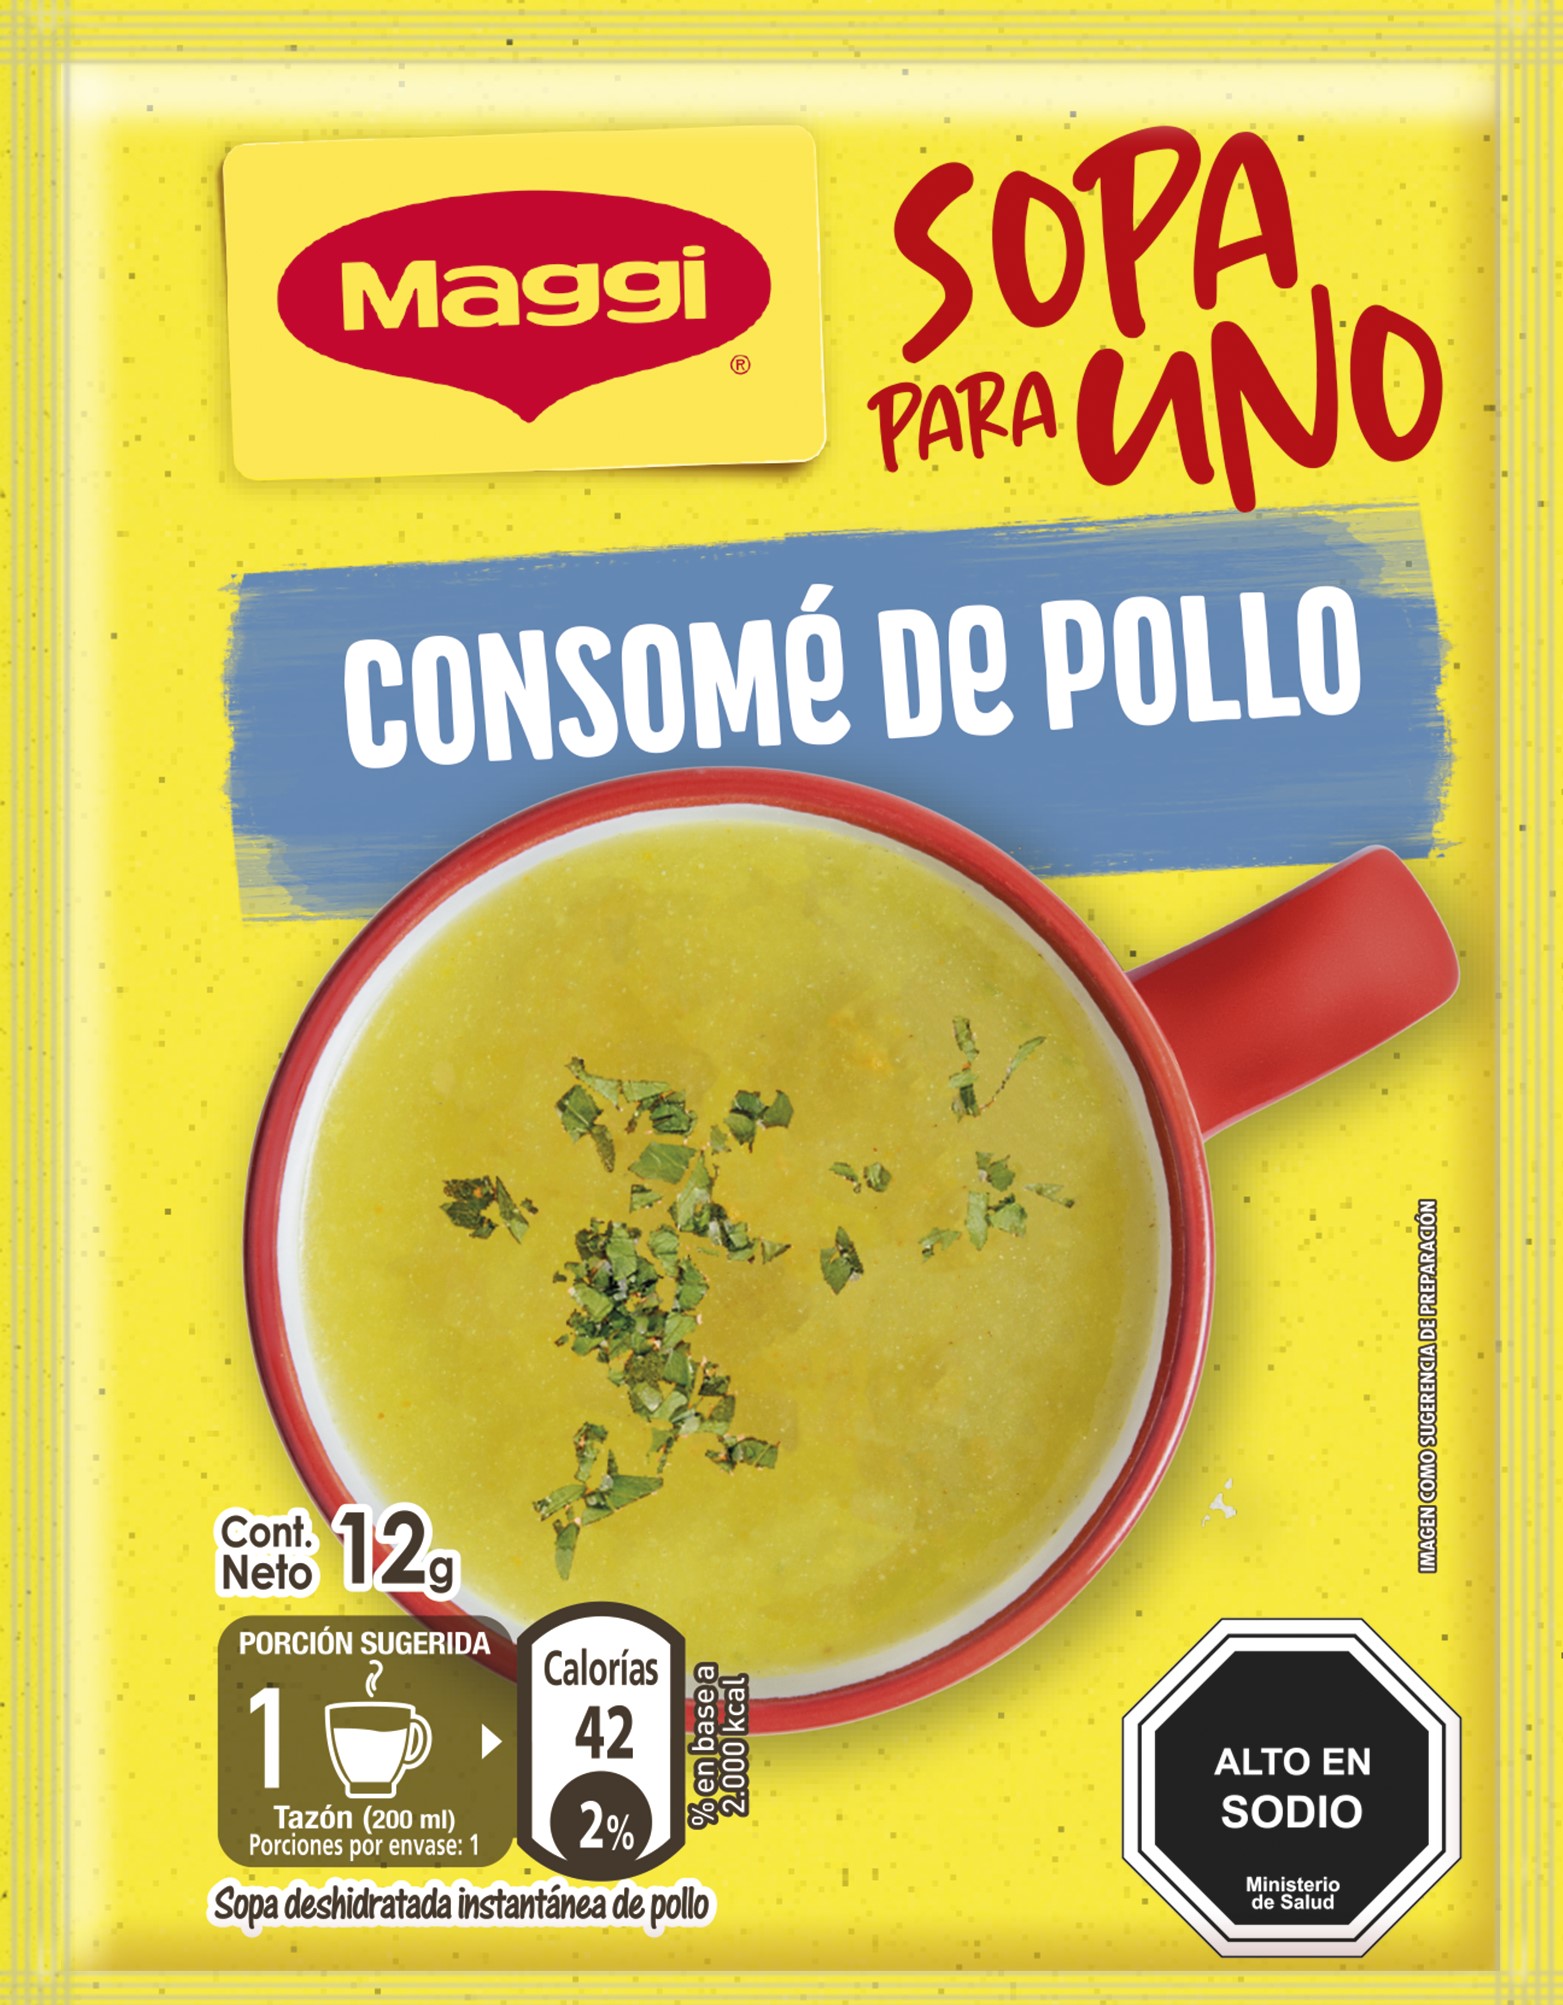 Maggi
®
SOPA
PARA UNO
CONSOMé De POLLO
IMAGEN COMO SUGERENCIA DE PREPARACIÓN
Cont.
Neto 12g
PORCIÓN SUGERIDA
1
Tazón (200 ml)
Porciones por envase: 1
Calorías
42
2%
% en base a
2.000 kcal
Sopa deshidratada instantánea de pollo
ALTO EN
SODIO
Ministerio
de Salud